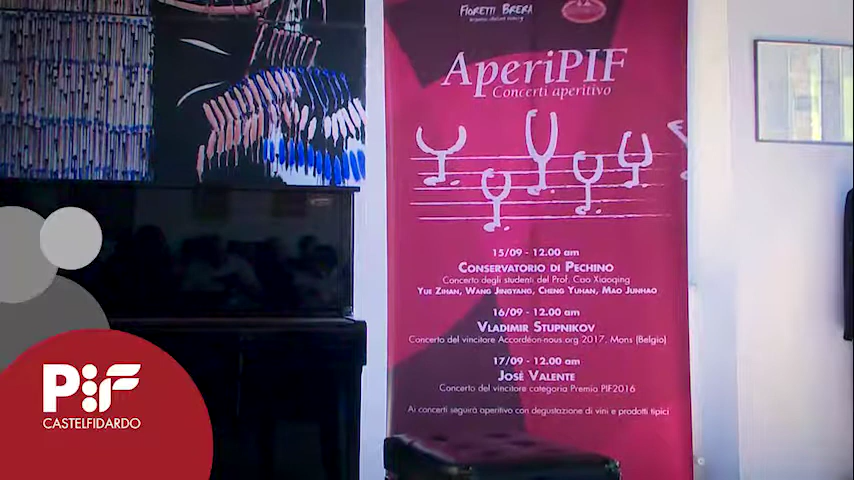 Fioretti Brera
AperiPIF
Concerti aperitivo
15/09 - 12.00 am
Conservatorio di Pechino
Concerto degli studenti del Prof. Cao Xiaoqing
Yue Zihan, Wang Jingyang, Cheng Yuhan, Mao Junhao
16/09 - 12.00 am
Vladimir Stupnikov
Concerto del vincitore Accordéon-nous.org 2017, Mons (Belgio)
17/09 - 12.00 am
Josè Valente
Concerto del vincitore categoria Premio PIF2016
Ai concerti seguirà aperitivo con degustazione di vini e prodotti tipici
PIF
CASTELFIDARDO